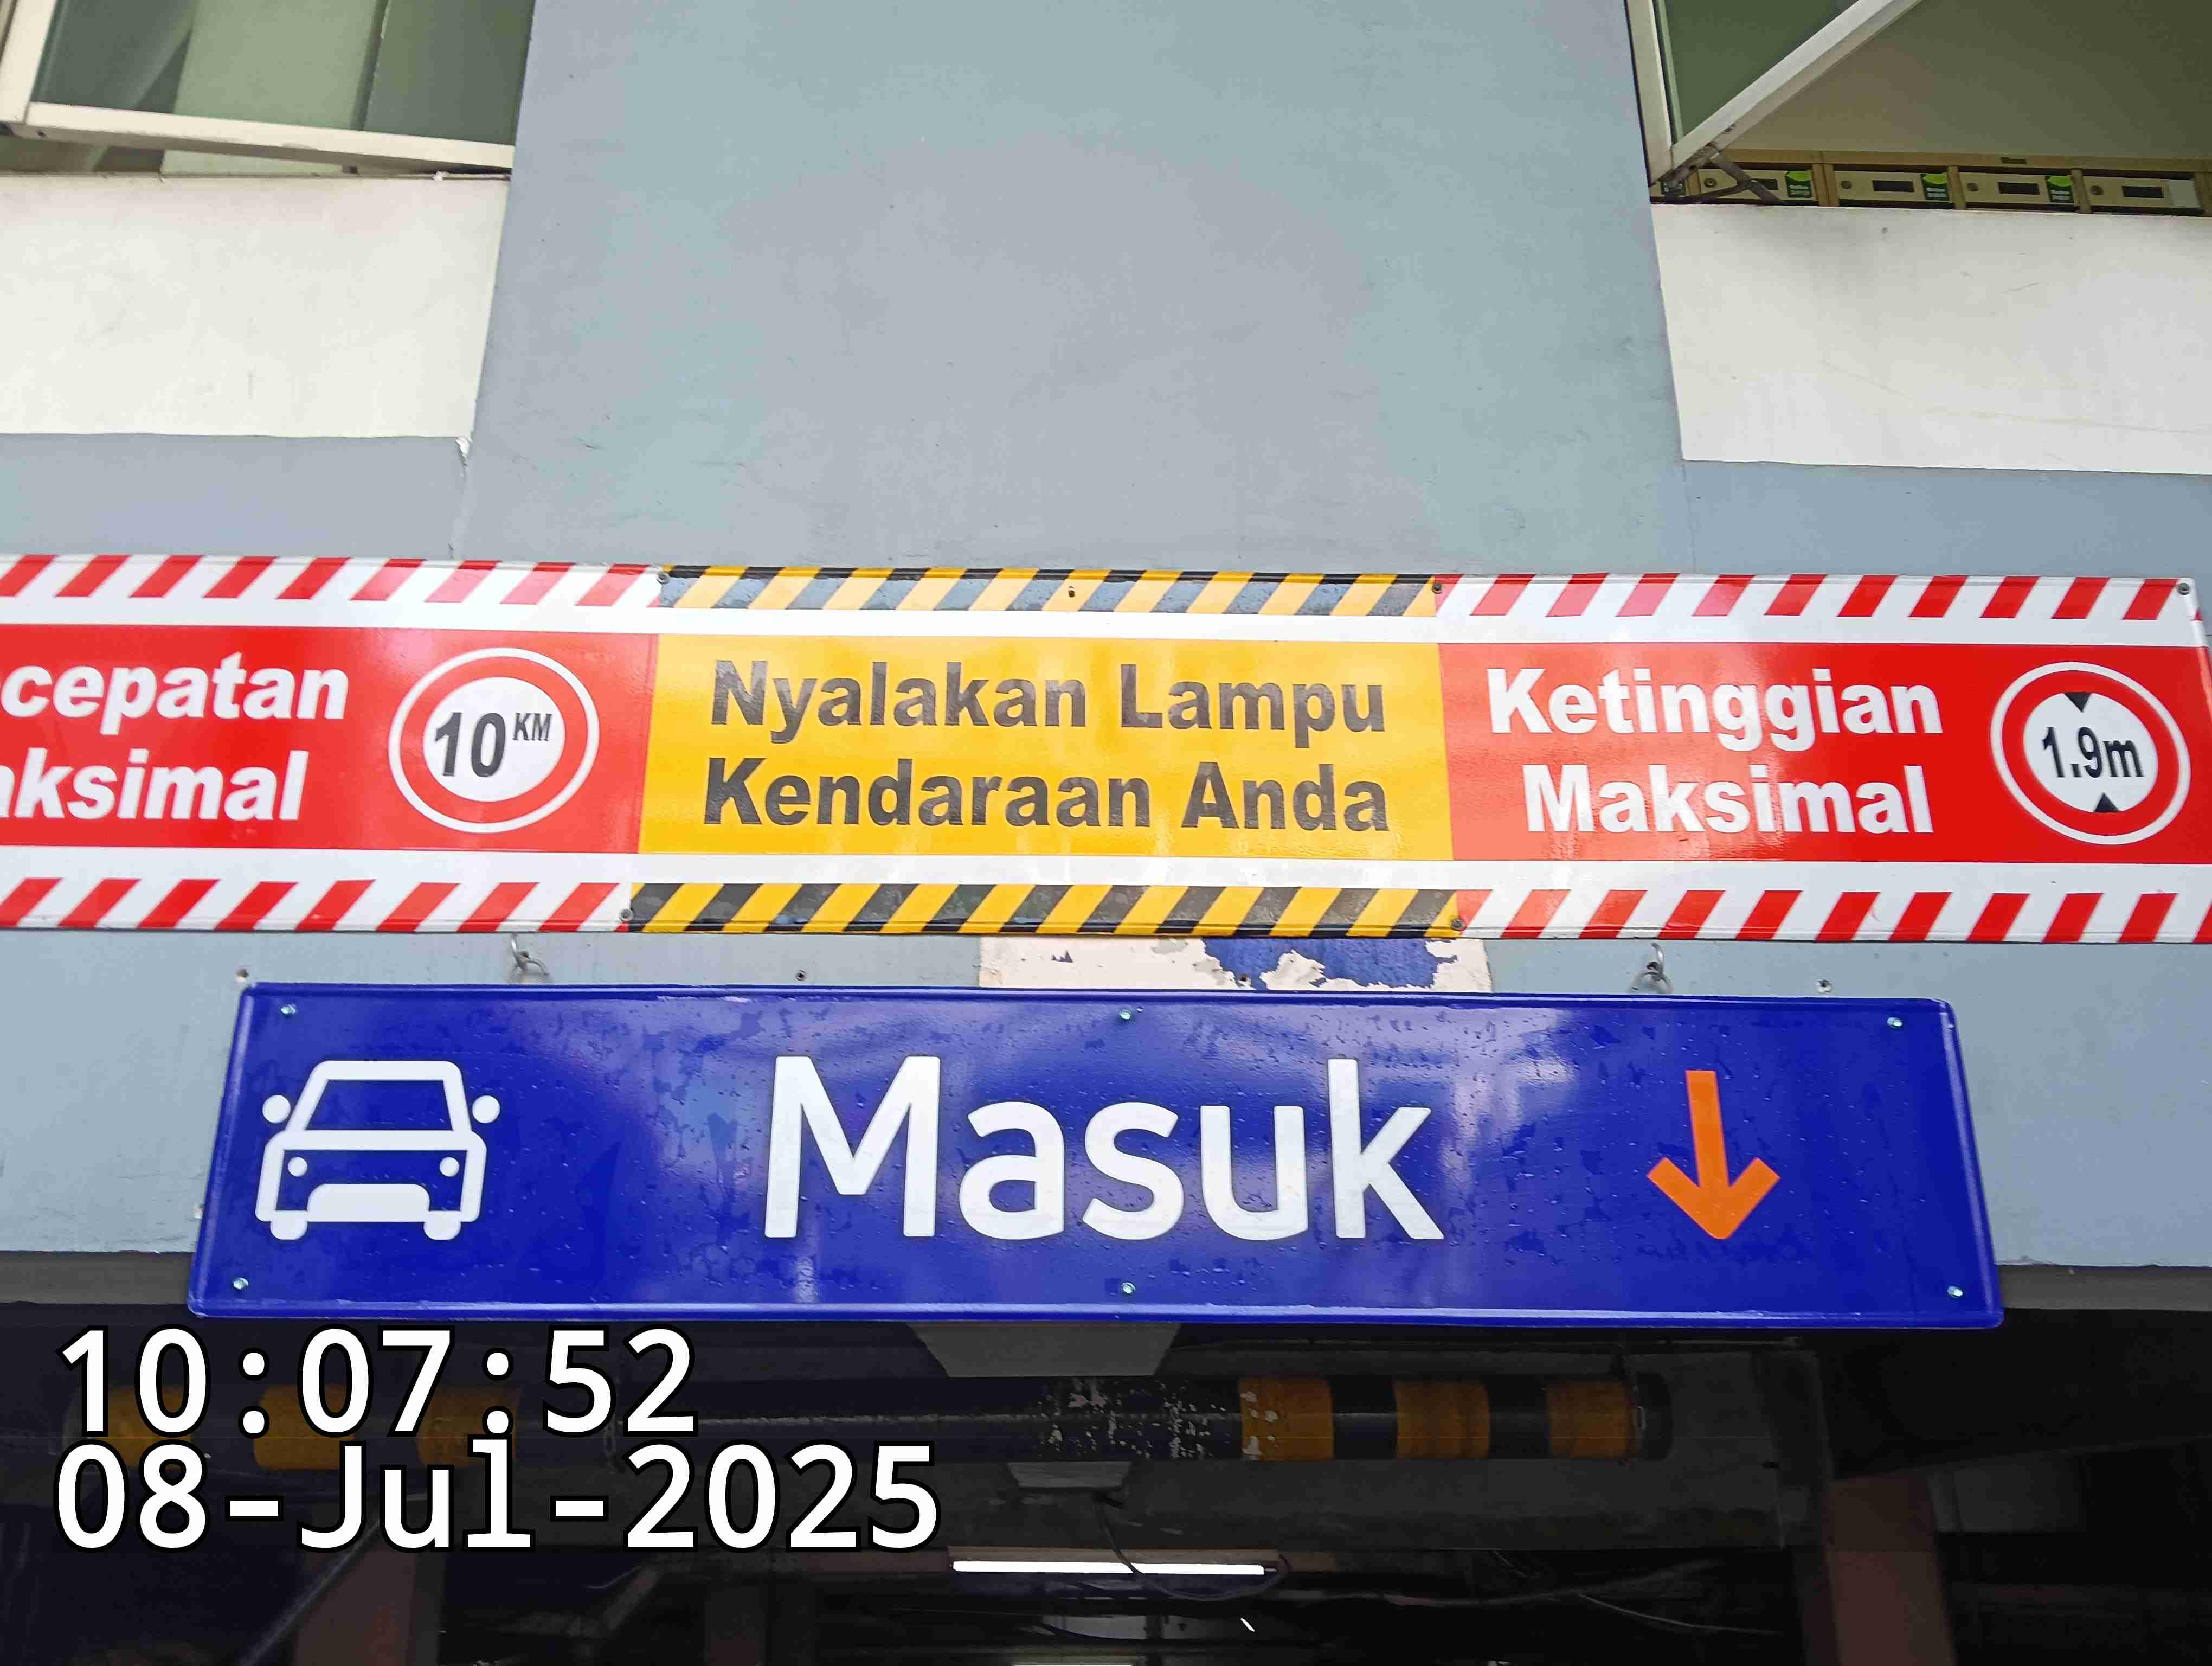 cepatan
aksimal
10 KM
Nyalakan Lampu
Kendaraan Anda
Ketinggian
Maksimal
1.9m
Masuk
10:07:52
08-Jul-2025